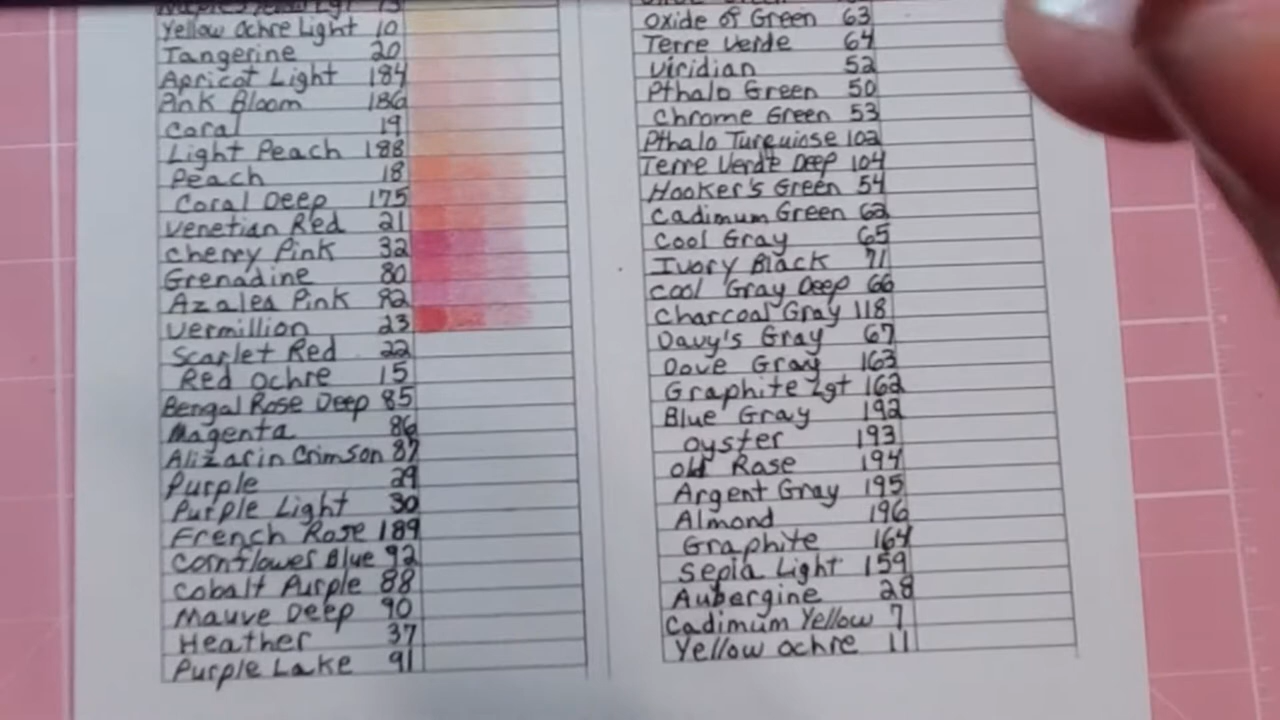 Yellow Ochre Light 10
Tangerine 20
Apricot Light 184
Pink Bloom 186
Coral 19
Light Peach 188
Peach 18
Coral Deep 175
Venetian Red 21
Cherry Pink 32
Grenadine 80
Azalea Pink 82
Vermillion 23
Scarlet Red 22
Red Ochre 15
Bengal Rose Deep 85
Magenta 86
Alizarin Crimson 87
Purple 29
Purple Light 30
French Rose 189
Cornflower Blue 92
Cobalt Purple 88
Mauve Deep 90
Heather 37
Purple Lake 91
Oxide of Green 63
Terre Verde 64
Viridian 52
Pthalo Green 50
Chrome Green 53
Pthalo Turquiose 102
Terre Verde Deep 104
Hooker's Green 54
Cadimum Green 62
Cool Gray 65
Ivory Black 71
Cool Gray Deep 66
Charcoal Gray 118
Davy's Gray 67
Dove Gray 163
Graphite Lgt 162
Blue Gray 192
Oyster 193
Old Rose 194
Argent Gray 195
Almond 196
Graphite 164
Sepia Light 159
Aubergine 28
Cadimum Yellow 7
Yellow Ochre 11